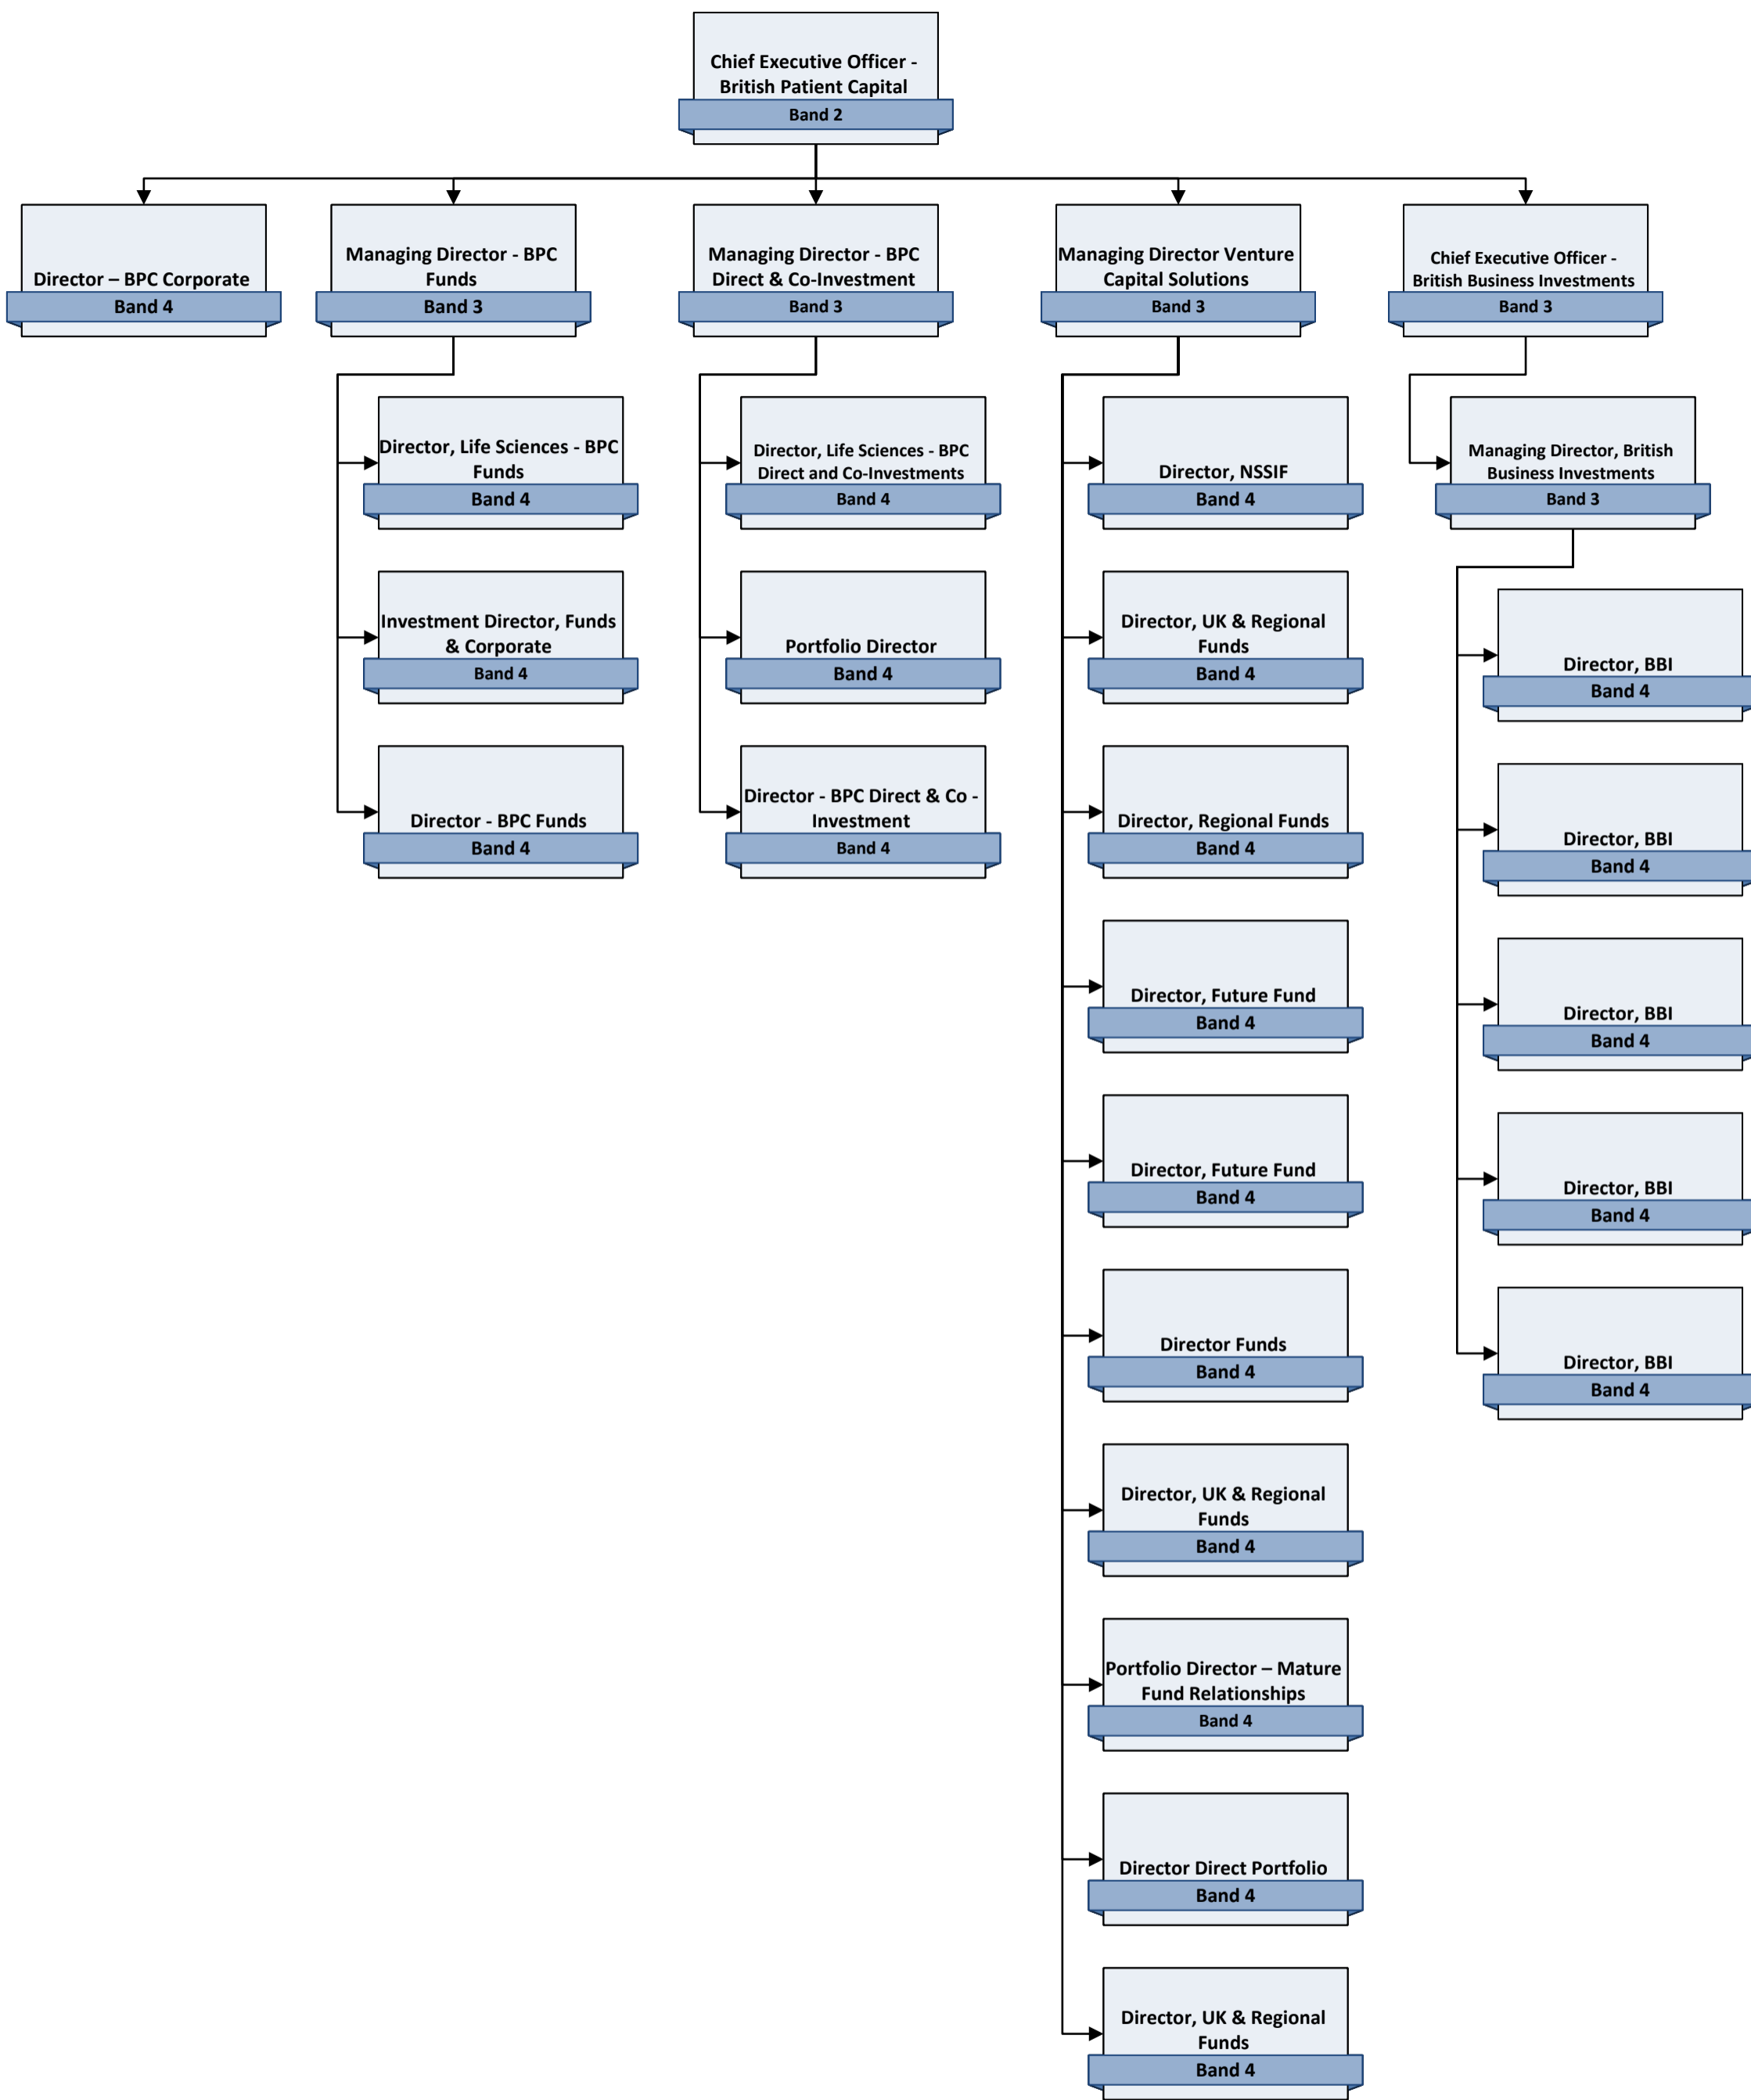 Chief Executive Officer -
British Patient Capital
Band 2
Director – BPC Corporate
Band 4
Managing Director - BPC
Funds
Band 3
Managing Director - BPC
Direct & Co-Investment
Band 3
Managing Director Venture
Capital Solutions
Band 3
Chief Executive Officer -
British Business Investments
Band 3
Director, Life Sciences - BPC
Funds
Band 4
Investment Director, Funds
& Corporate
Band 4
Director - BPC Funds
Band 4
Director, Life Sciences - BPC
Direct and Co-Investments
Band 4
Portfolio Director
Band 4
Director - BPC Direct & Co -
Investment
Band 4
Director, NSSIF
Band 4
Director, UK & Regional
Funds
Band 4
Director, Regional Funds
Band 4
Director, Future Fund
Band 4
Director, Future Fund
Band 4
Director Funds
Band 4
Director, UK & Regional
Funds
Band 4
Portfolio Director – Mature
Fund Relationships
Band 4
Director Direct Portfolio
Band 4
Director, UK & Regional
Funds
Band 4
Managing Director, British
Business Investments
Band 3
Director, BBI
Band 4
Director, BBI
Band 4
Director, BBI
Band 4
Director, BBI
Band 4
Director, BBI
Band 4